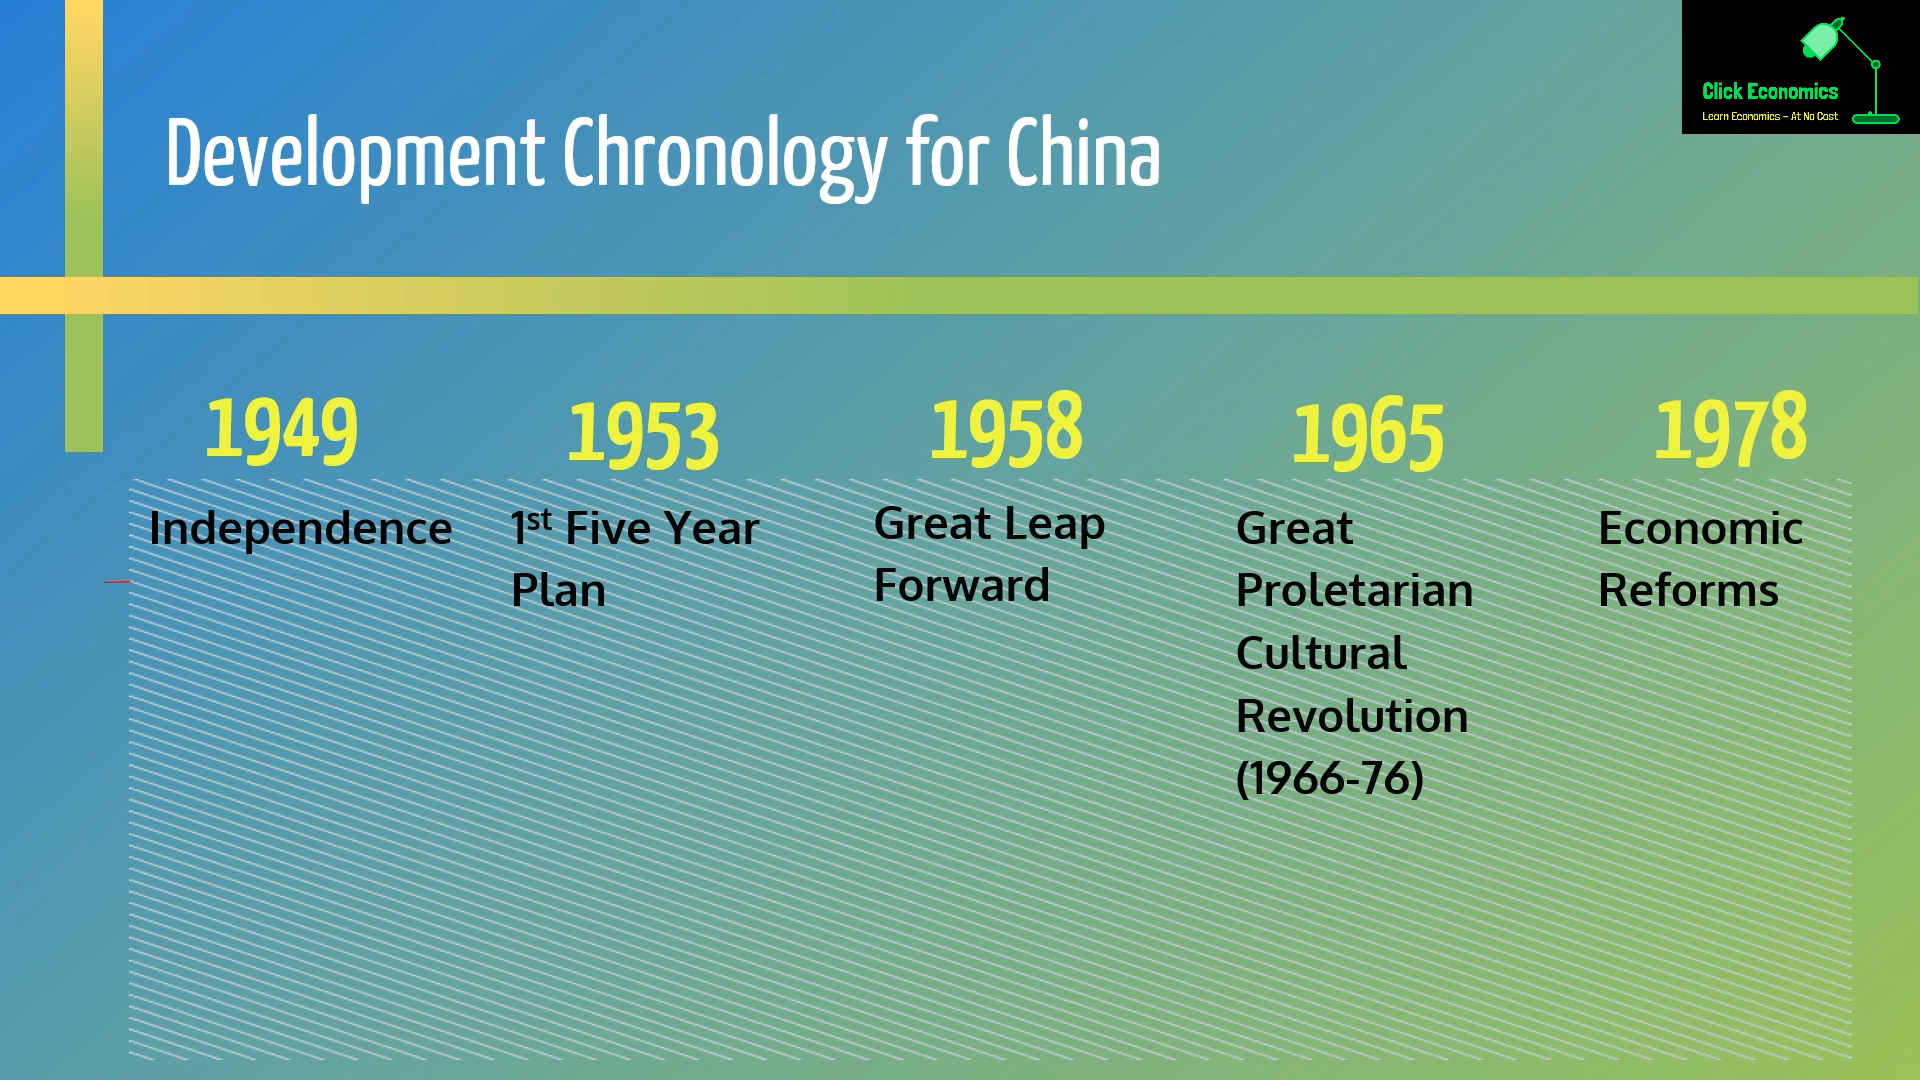 Click Economics
Learn Economics - At No Cost
Development Chronology for China
1949
1953
1958
1965
1978
Independence
1st Five Year
Plan
Great Leap
Forward
Great
Proletarian
Cultural
Revolution
(1966-76)
Economic
Reforms